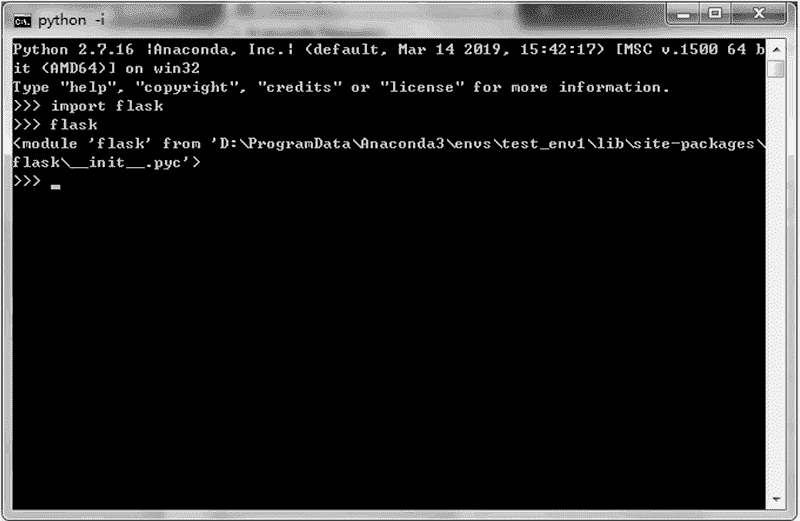 python -i
Python 2.7.16 |Anaconda, Inc.| (default, Mar 14 2019, 15:42:17) [MSC v.1500 64 b
it (AMD64)] on win32
Type "help", "copyright", "credits" or "license" for more information.
>>> import flask
>>> flask
<module 'flask' from 'D:\ProgramData\Anaconda3\envs\test_env1\lib\site-packages\
flask\__init__.pyc'>
>>> _